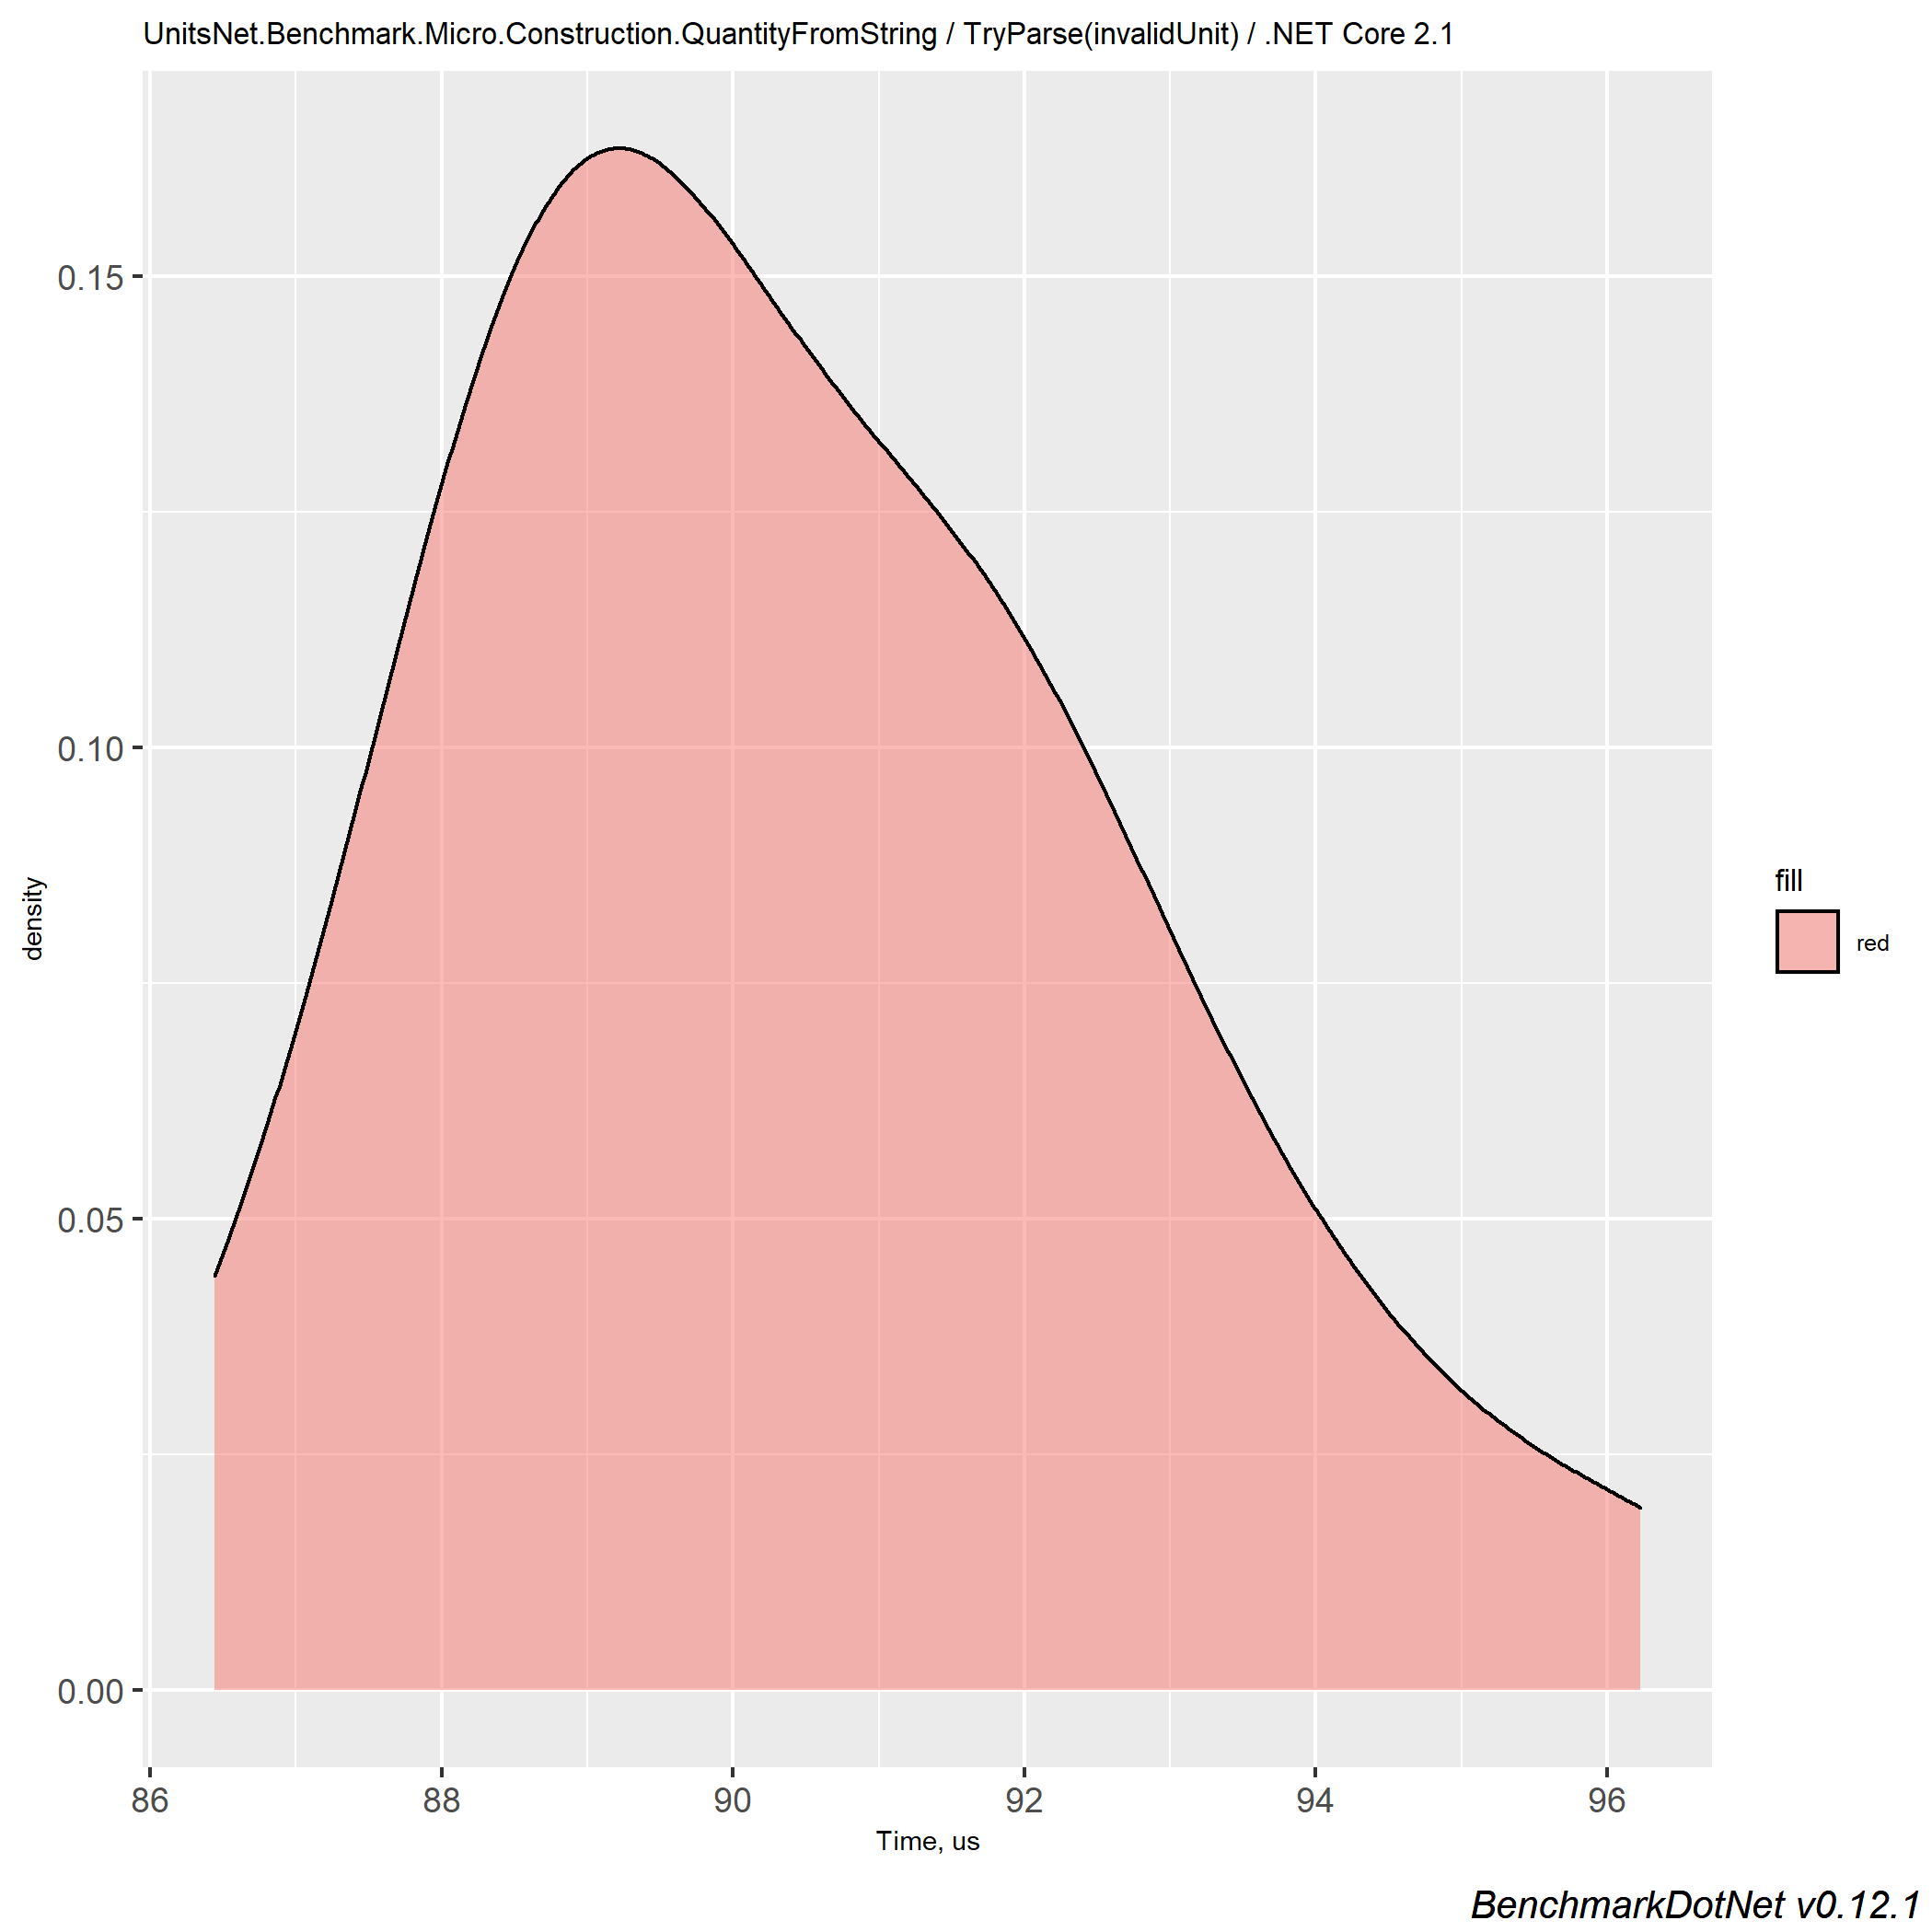 UnitsNet.Benchmark.Micro.Construction.QuantityFromString / TryParse(invalidUnit) / .NET Core 2.1
0.15
0.10
0.05
0.00
density
86 88 90 92 94 96
Time, us
fill
red
BenchmarkDotNet v0.12.1